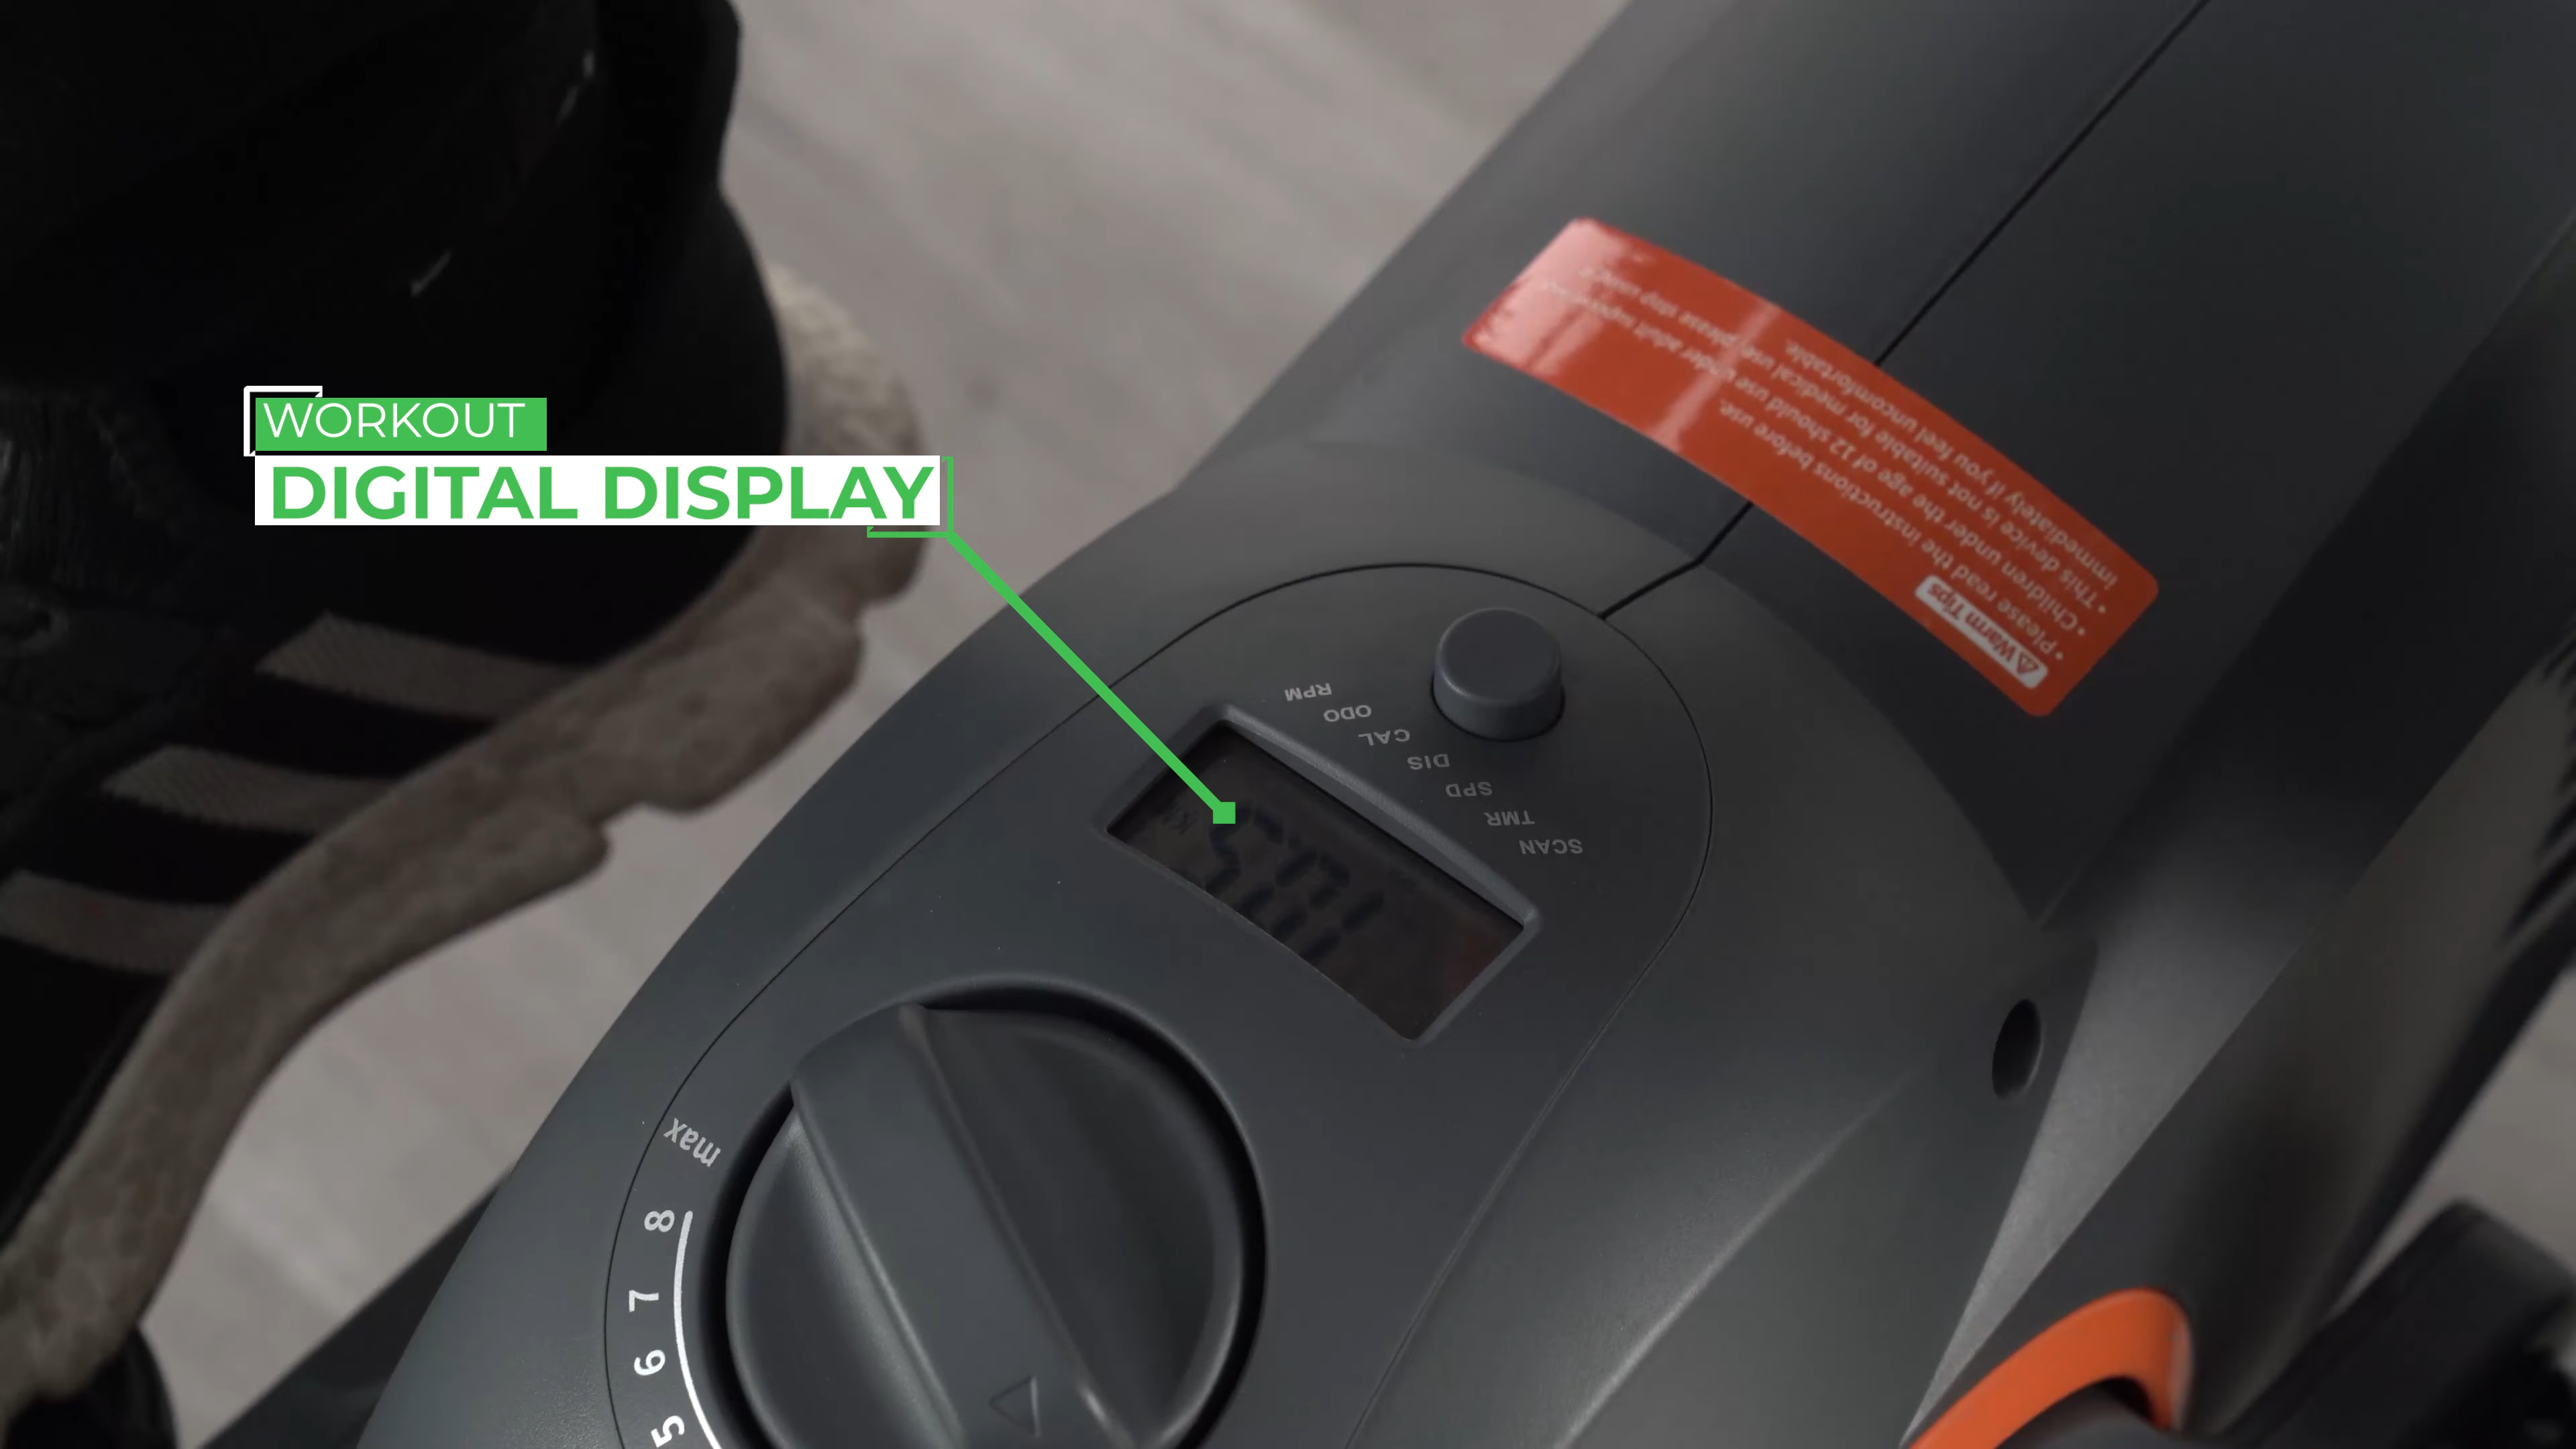 WORKOUT
DIGITAL DISPLAY
⚠ Warm Tips
• Please read the instructions before use.
• Children under the age of 12 should use under adult
• This device is not suitable for medical use, please stop
immediately if you feel uncomfortable.
SCAN
TMR
SPD
DIS
CAL
ODO
RPM
max
8
7
6
5